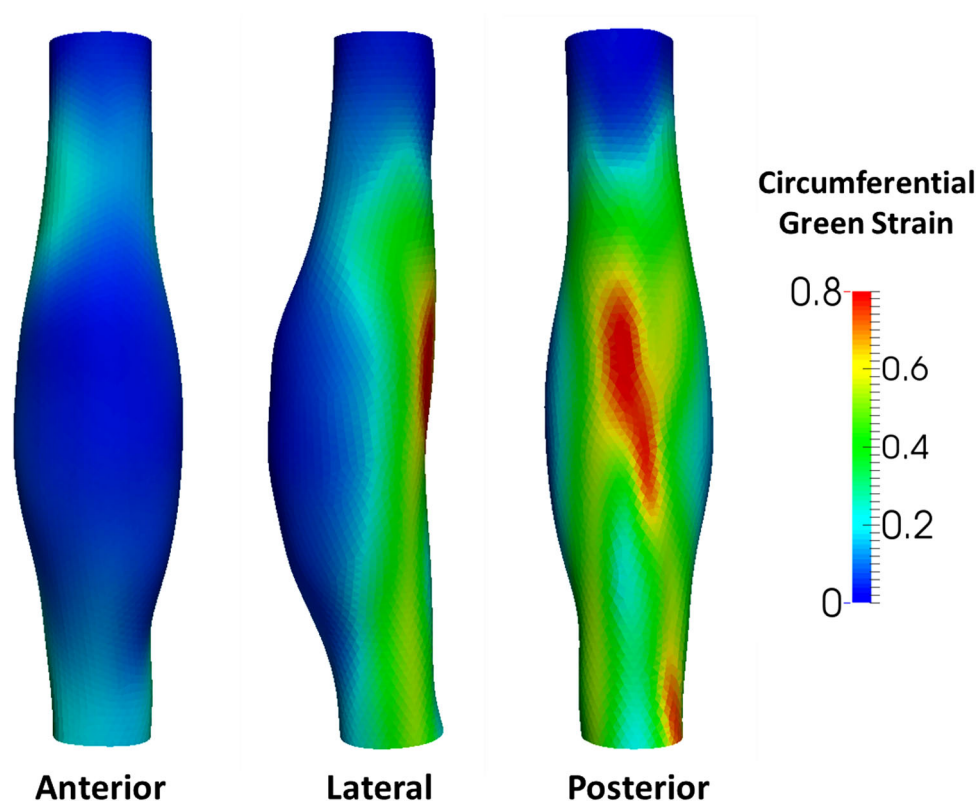 Circumferential
Green Strain
0.8
0.6
0.4
0.2
0
Anterior
Lateral
Posterior